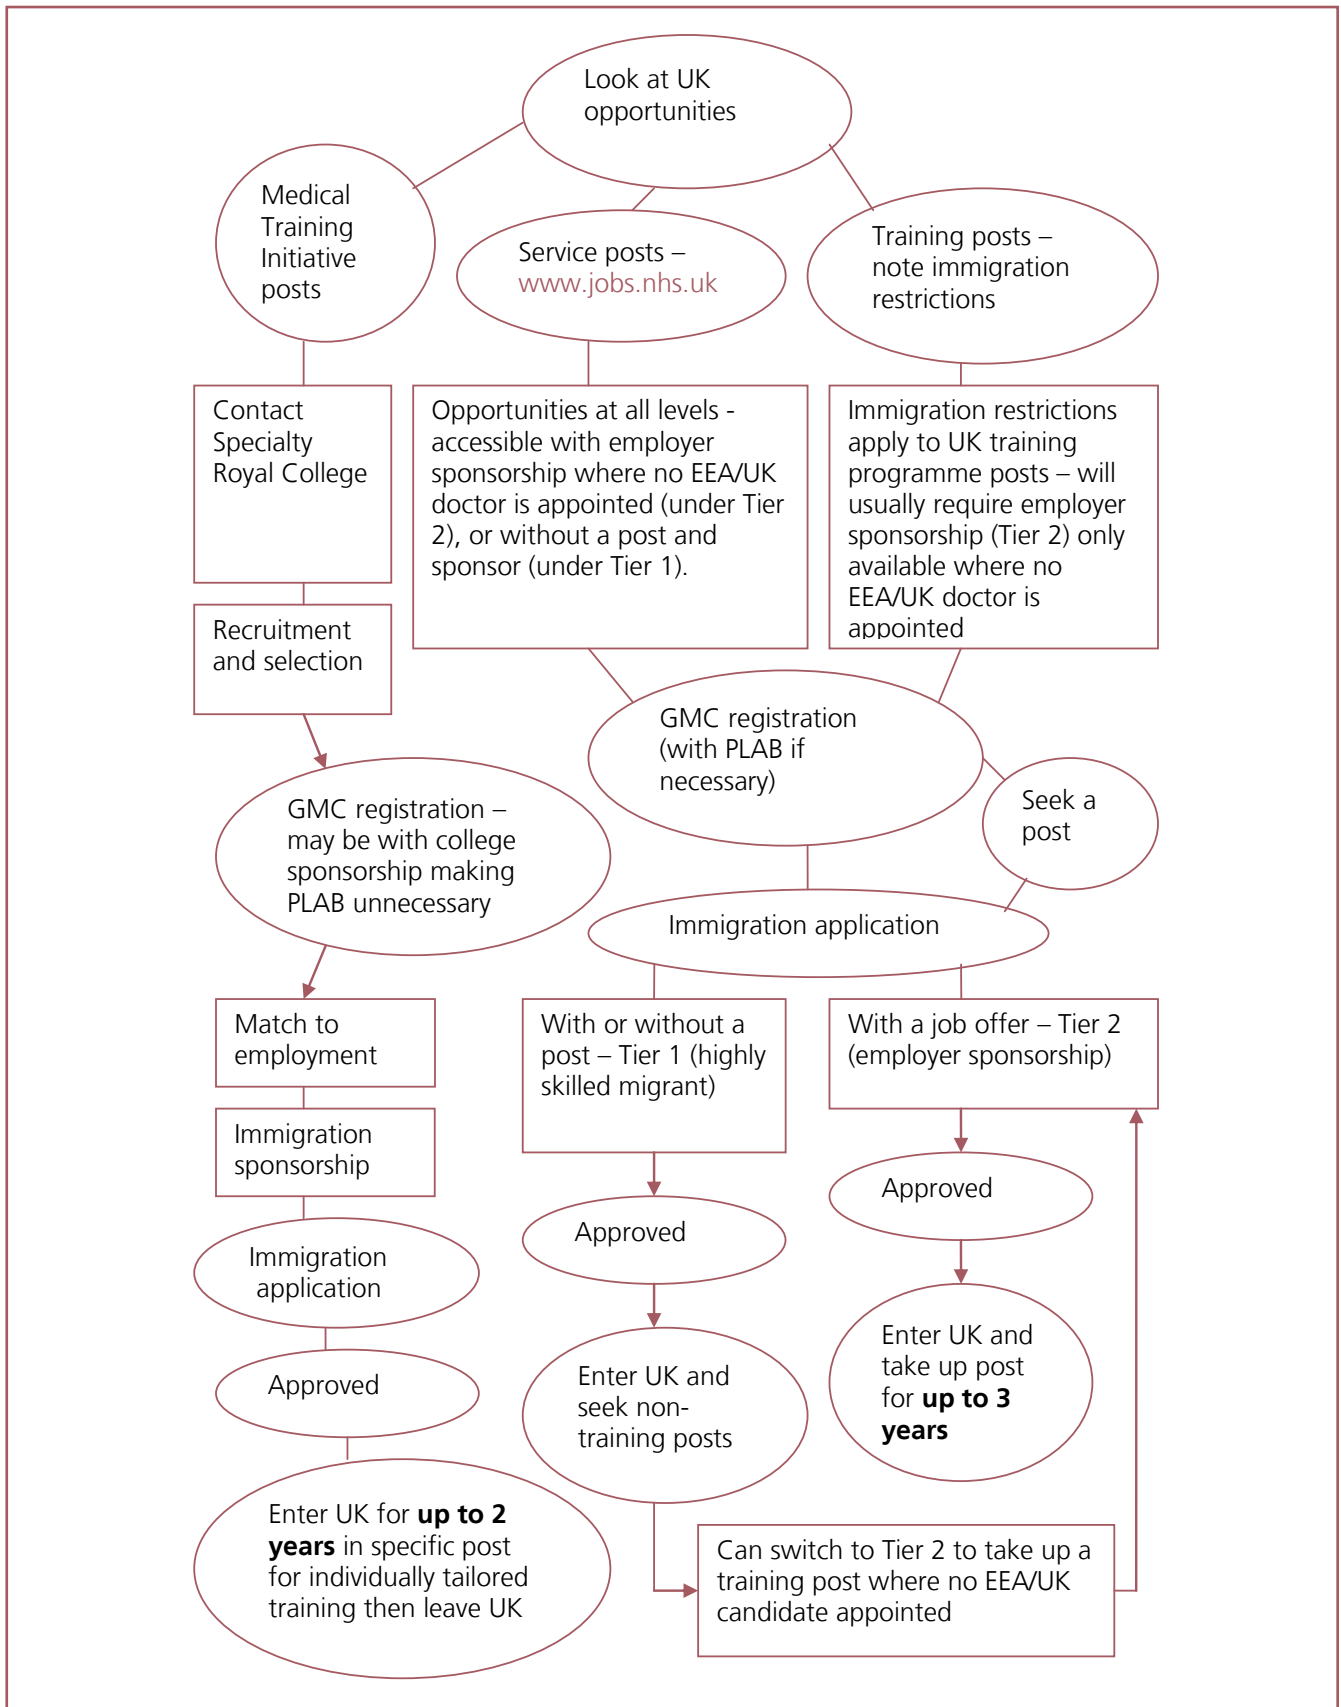 Look at UK
opportunities
Medical
Training
Initiative
posts
Service posts –
www.jobs.nhs.uk
Training posts –
note immigration
restrictions
Contact
Specialty
Royal College
Opportunities at all levels -
accessible with employer
sponsorship where no EEA/UK
doctor is appointed (under Tier
2), or without a post and
sponsor (under Tier 1).
Immigration restrictions
apply to UK training
programme posts – will
usually require employer
sponsorship (Tier 2) only
available where no
EEA/UK doctor is
appointed
Recruitment
and selection
GMC registration
(with PLAB if
necessary)
Seek a
post
GMC registration –
may be with college
sponsorship making
PLAB unnecessary
Immigration application
Match to
employment
With or without a
post – Tier 1 (highly
skilled migrant)
With a job offer – Tier 2
(employer sponsorship)
Immigration
sponsorship
Approved
Approved
Immigration
application
Enter UK and
take up post
for up to 3
years
Approved
Enter UK and
seek non-
training posts
Enter UK for up to 2
years in specific post
for individually tailored
training then leave UK
Can switch to Tier 2 to take up a
training post where no EEA/UK
candidate appointed